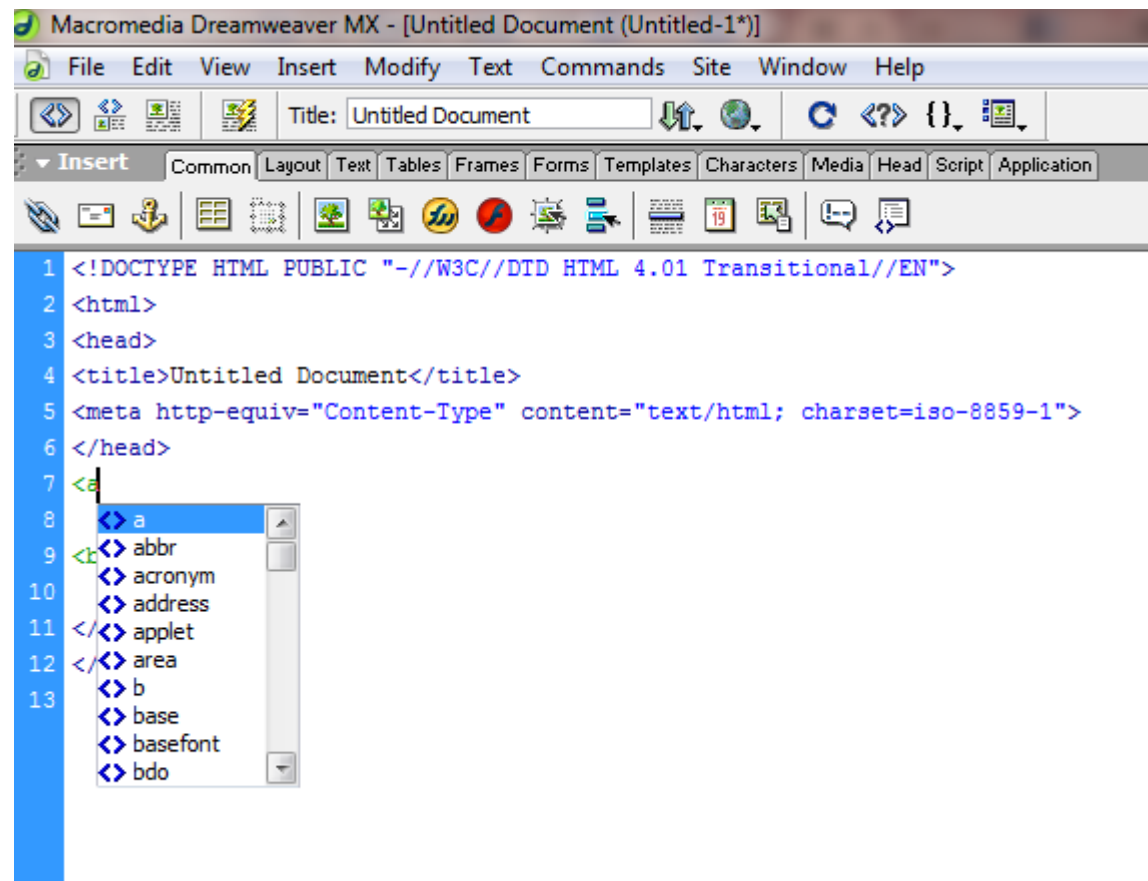 Macromedia Dreamweaver MX - [Untitled Document (Untitled-1*)]
File Edit View Insert Modify Text Commands Site Window Help
Title: Untitled Document
Insert Common Layout Text Tables Frames Forms Templates Characters Media Head Script Application
19
1 <!DOCTYPE HTML PUBLIC "-//W3C//DTD HTML 4.01 Transitional//EN">
2 <html>
3 <head>
4 <title>Untitled Document</title>
5 <meta http-equiv="Content-Type" content="text/html; charset=iso-8859-1">
6 </head>
7 <a
8 <> a
9 <b <> abbr
<> acronym
10 <> address
11 </ <> applet
12 </ <> area
<> b
13 <> base
<> basefont
<> bdo